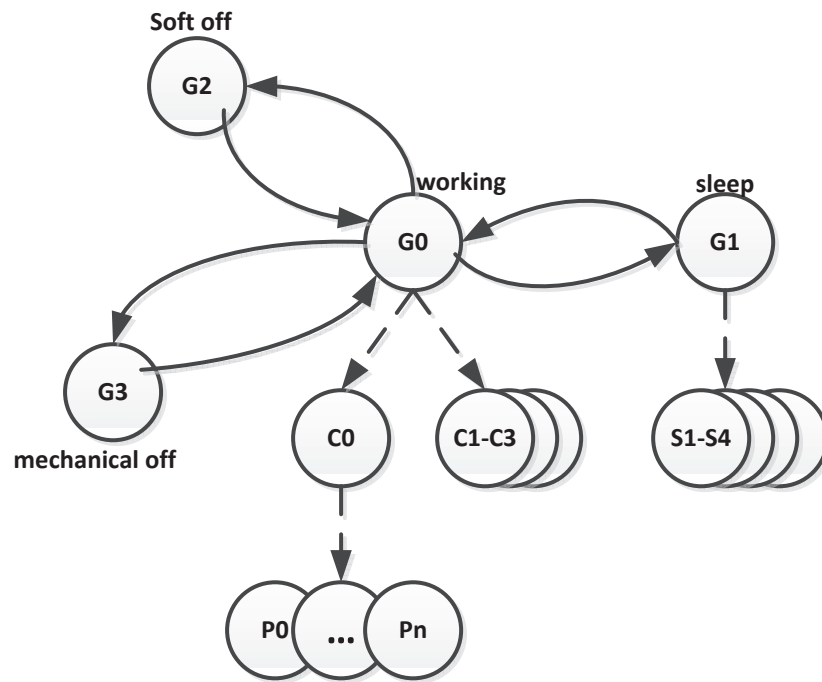 Soft off
G2
working
sleep
G0
G1
G3
mechanical off
C0
C1-C3
S1-S4
P0
...
Pn